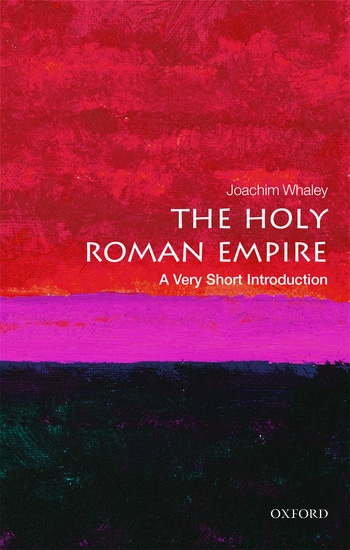 Joachim Whaley
THE HOLY
ROMAN EMPIRE
A Very Short Introduction
OXFORD